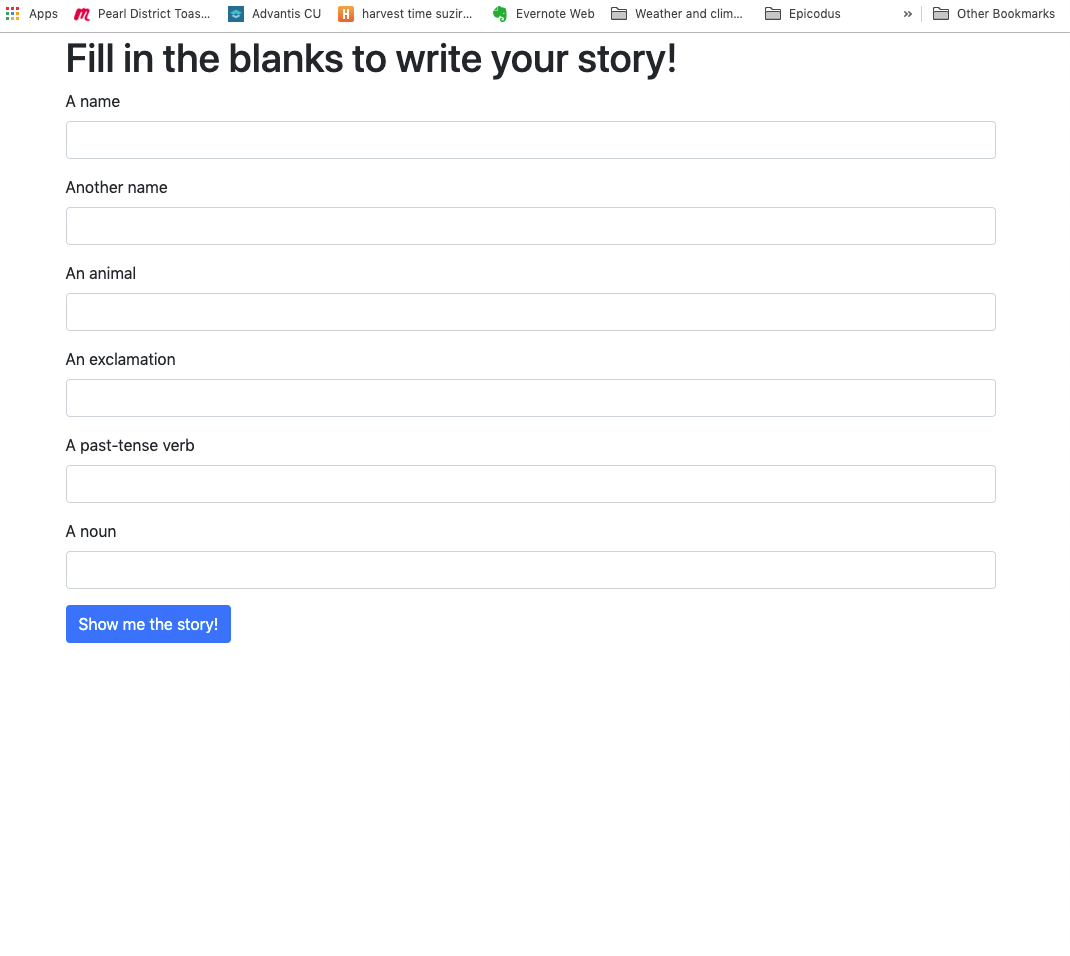 Apps Pearl District Toas... Advantis CU H harvest time suzir... Evernote Web Weather and clim... Epicodus » Other Bookmarks
Fill in the blanks to write your story!
A name
Another name
An animal
An exclamation
A past-tense verb
A noun
Show me the story!